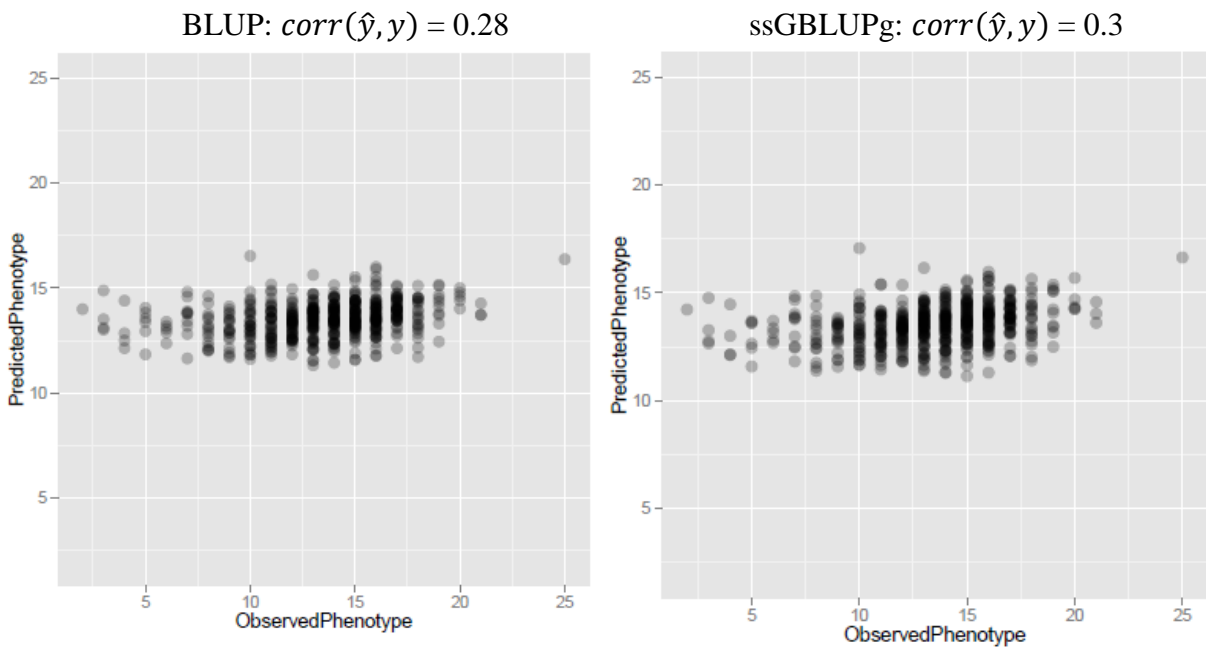 BLUP: corr(ŷ, y) = 0.28
25
20
15
10
5
PredictedPhenotype
5 10 15 20 25
ObservedPhenotype
ssGBLUPg: corr(ŷ, y) = 0.3
25
20
15
10
5
PredictedPhenotype
5 10 15 20 25
ObservedPhenotype